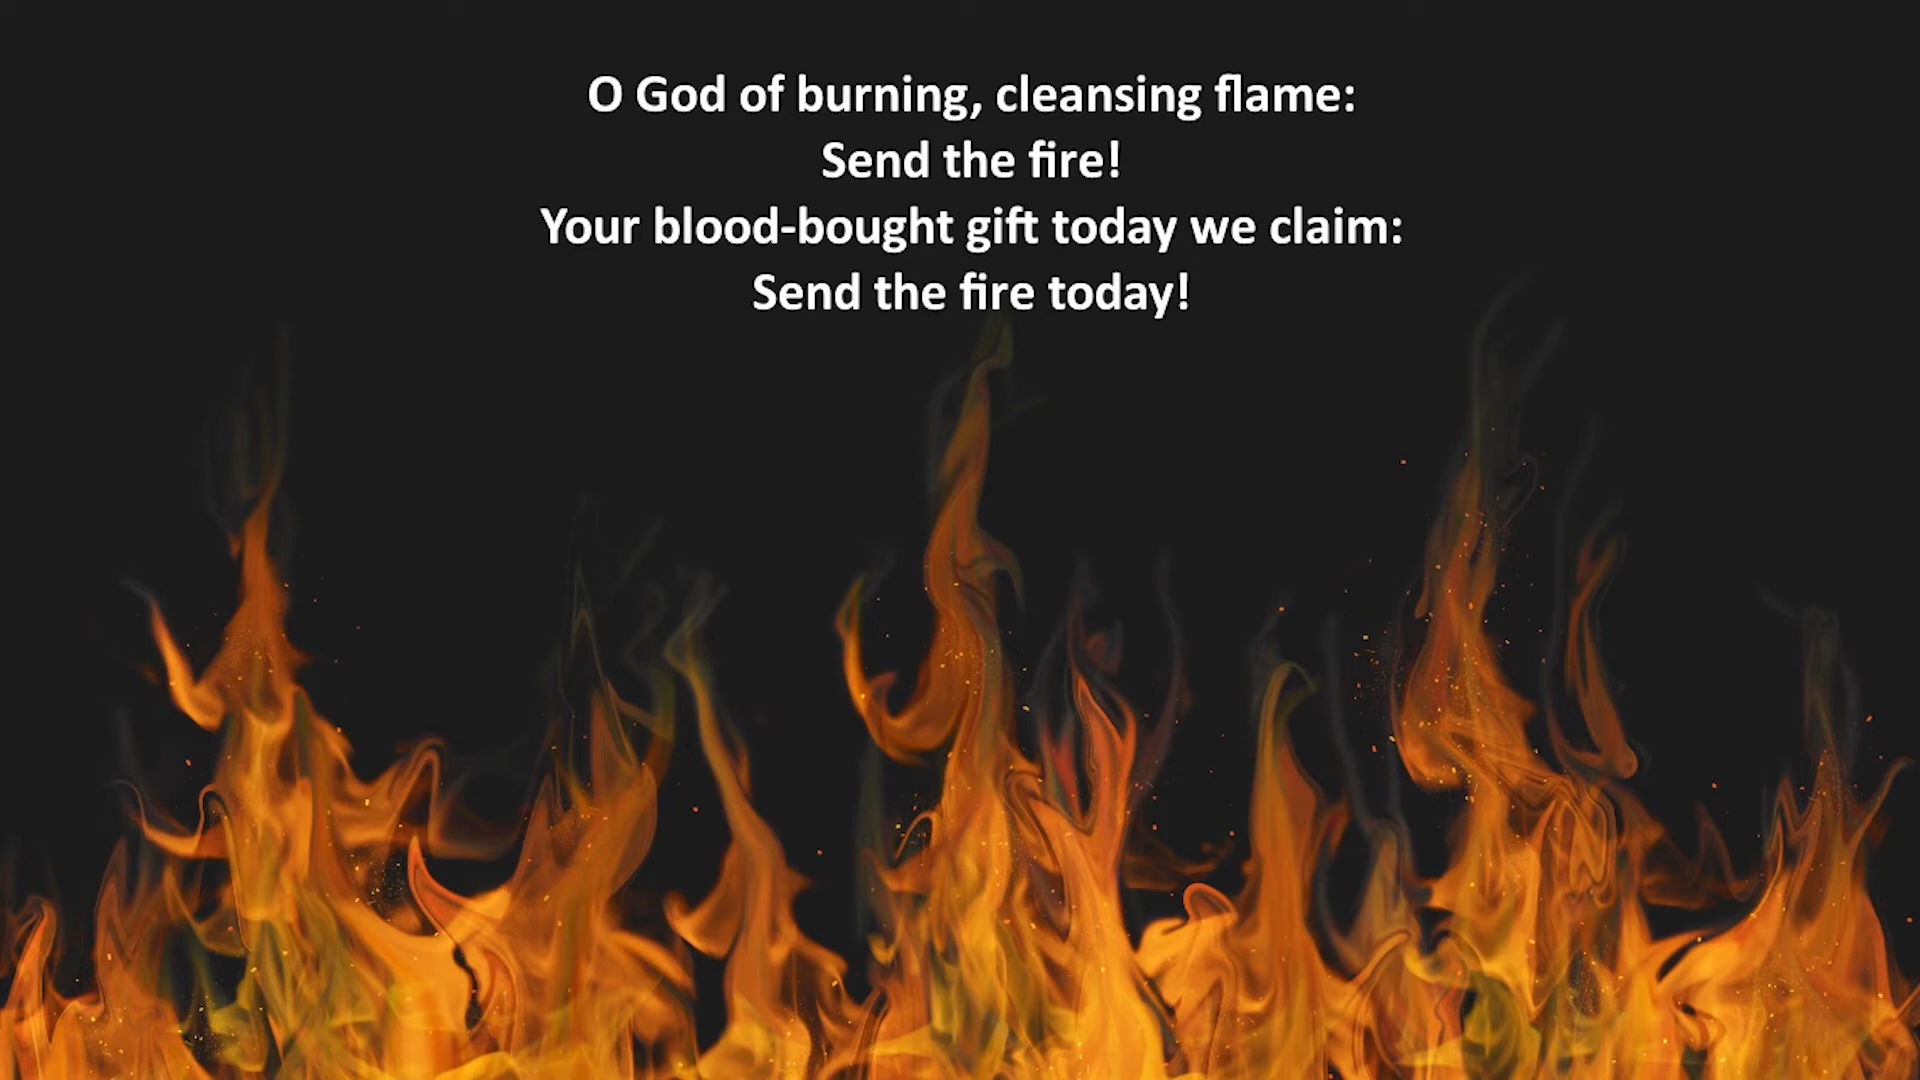 O God of burning, cleansing flame:
Send the fire!
Your blood-bought gift today we claim:
Send the fire today!